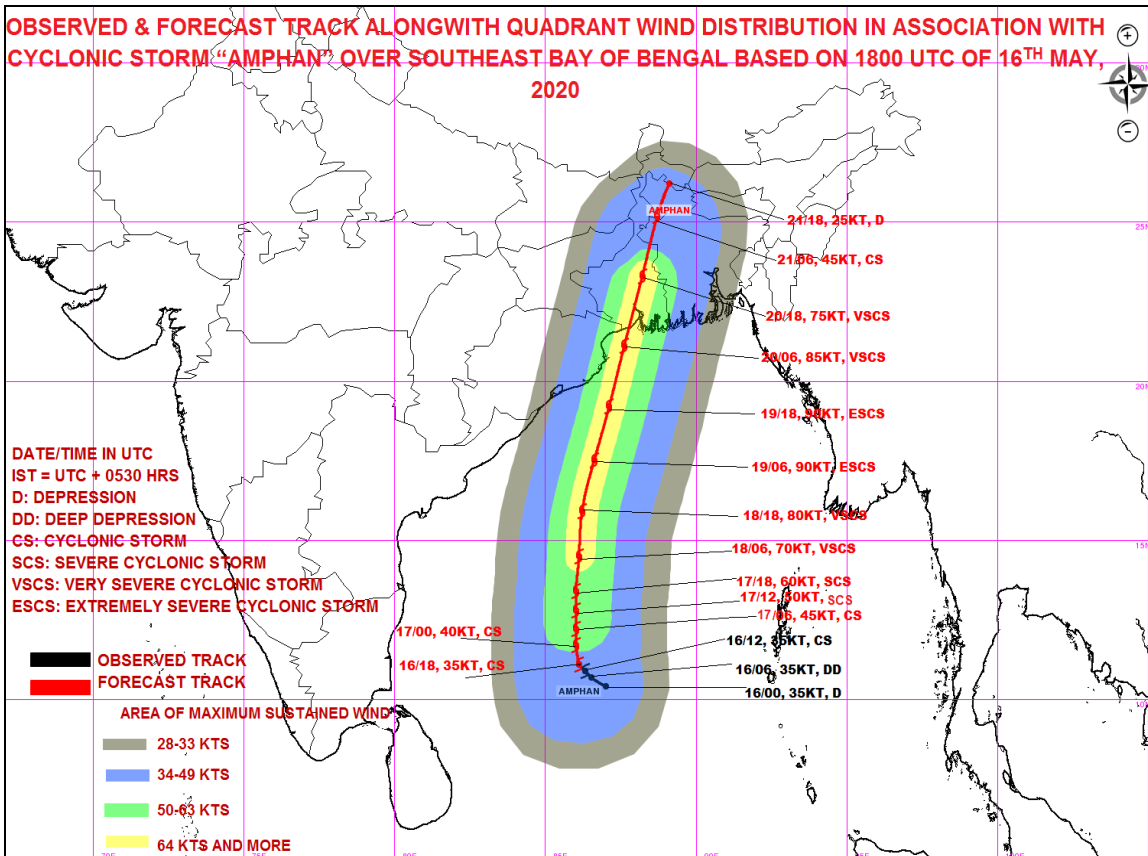 OBSERVED & FORECAST TRACK ALONGWITH QUADRANT WIND DISTRIBUTION IN ASSOCIATION WITH
CYCLONIC STORM “AMPHAN” OVER SOUTHEAST BAY OF BENGAL BASED ON 1800 UTC OF 16TH MAY,
2020
AMPHAN
21/18, 25KT, D
25N
21/06, 45KT, CS
20/18, 75KT, VSCS
20/06, 85KT, VSCS
20N
19/18, 90KT, ESCS
19/06, 90KT, ESCS
18/18, 80KT, VSCS
15N
18/06, 70KT, VSCS
17/18, 60KT, SCS
17/12, 50KT, SCS
17/06, 45KT, CS
17/00, 40KT, CS
16/12, 35KT, CS
16/18, 35KT, CS
16/06, 35KT, DD
16/00, 35KT, D
AMPHAN
10N
DATE/TIME IN UTC
IST = UTC + 0530 HRS
D: DEPRESSION
DD: DEEP DEPRESSION
CS: CYCLONIC STORM
SCS: SEVERE CYCLONIC STORM
VSCS: VERY SEVERE CYCLONIC STORM
ESCS: EXTREMELY SEVERE CYCLONIC STORM
OBSERVED TRACK
FORECAST TRACK
AREA OF MAXIMUM SUSTAINED WIND
28-33 KTS
34-49 KTS
50-63 KTS
64 KTS AND MORE